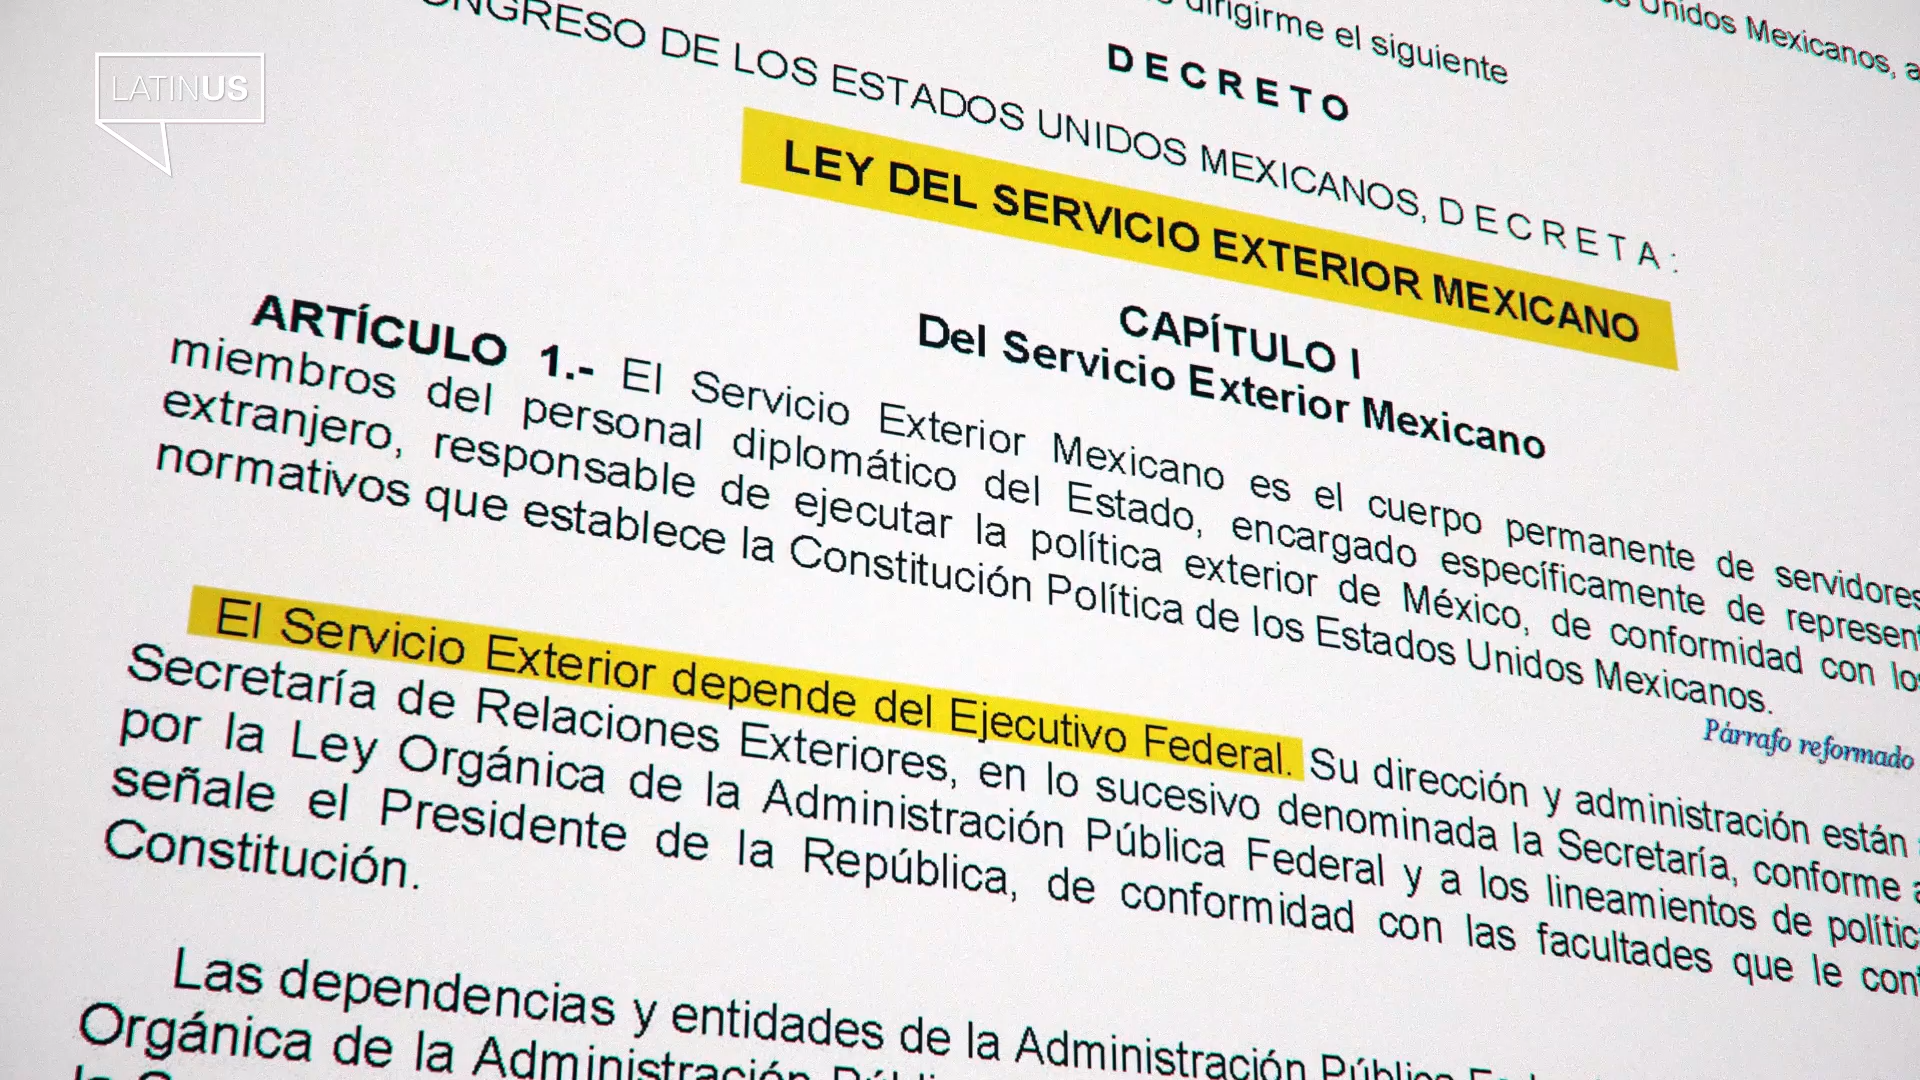 LATINUS
dirigirme el siguiente
Unidos Mexicanos, a
DECRETO
CONGRESO DE LOS ESTADOS UNIDOS MEXICANOS, D E C R E T A :
LEY DEL SERVICIO EXTERIOR MEXICANO
CAPÍTULO I
Del Servicio Exterior Mexicano
ARTÍCULO 1.- El Servicio Exterior Mexicano es el cuerpo permanente de servidores
miembros del personal diplomático del Estado, encargado específicamente de represent
extranjero, responsable de ejecutar la política exterior de México, de conformidad con lo
normativos que establece la Constitución Política de los Estados Unidos Mexicanos.
Párrafo reformado
El Servicio Exterior depende del Ejecutivo Federal. Su dirección y administración están
Secretaría de Relaciones Exteriores, en lo sucesivo denominada la Secretaría, conforme a
por la Ley Orgánica de la Administración Pública Federal y a los lineamientos de polític
señale el Presidente de la República, de conformidad con las facultades que le con
Constitución.
Las dependencias y entidades de la Administración Pública
Orgánica de la Administración